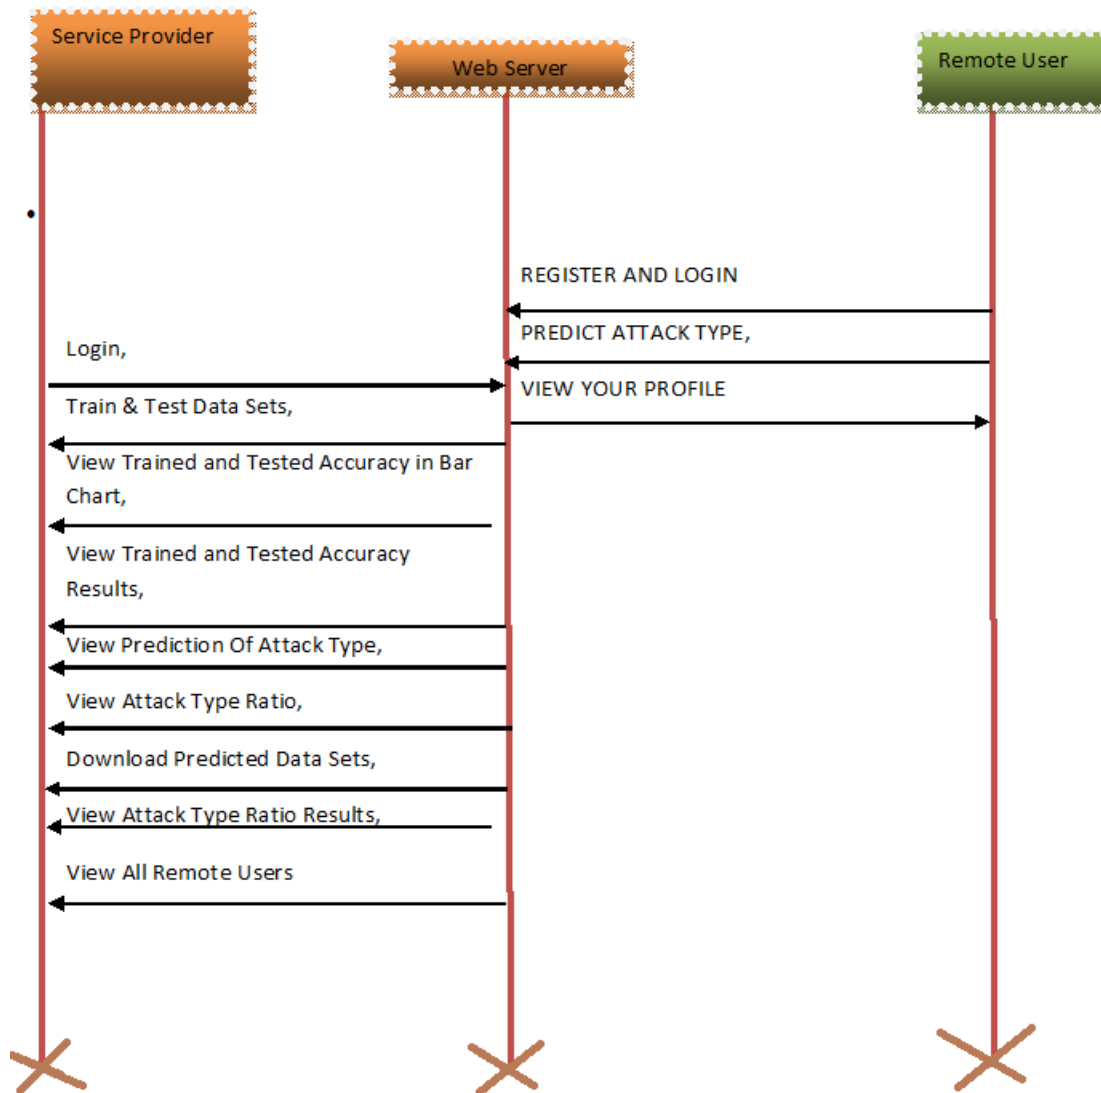 Service Provider
Web Server
Remote User
REGISTER AND LOGIN
PREDICT ATTACK TYPE,
VIEW YOUR PROFILE
Login,
Train & Test Data Sets,
View Trained and Tested Accuracy in Bar
Chart,
View Trained and Tested Accuracy
Results,
View Prediction Of Attack Type,
View Attack Type Ratio,
Download Predicted Data Sets,
View Attack Type Ratio Results,
View All Remote Users